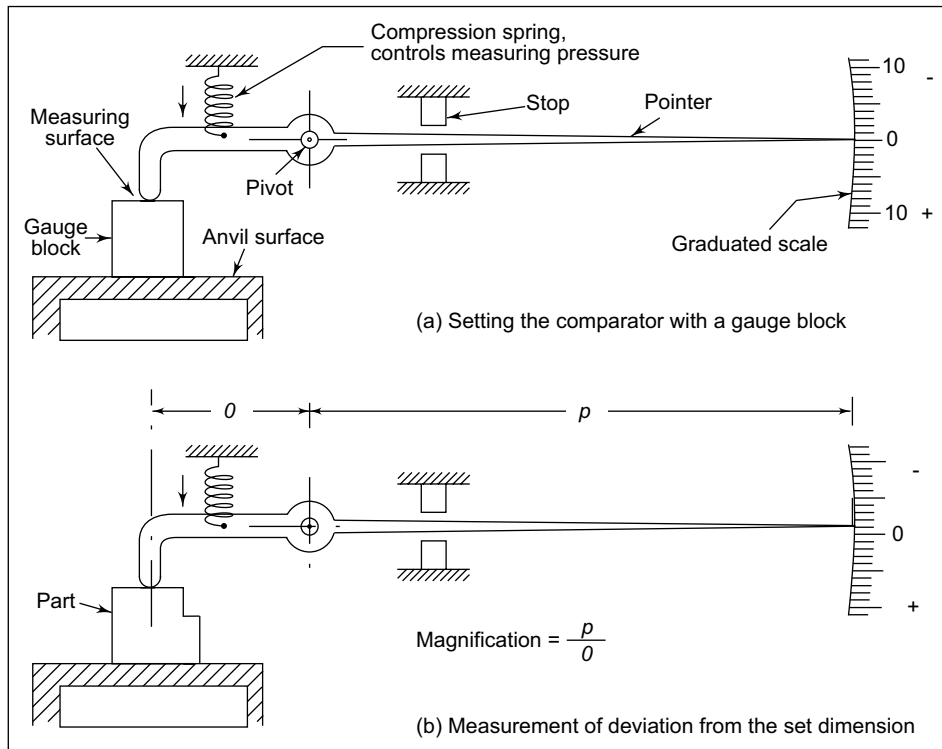 Compression spring,
controls measuring pressure
10
-
Stop
Pointer
Measuring
surface
0
Pivot
Gauge
block
Anvil surface
10
+
Graduated scale
(a) Setting the comparator with a gauge block
0
p
-
0
Part
+
Magnification = p
0
(b) Measurement of deviation from the set dimension